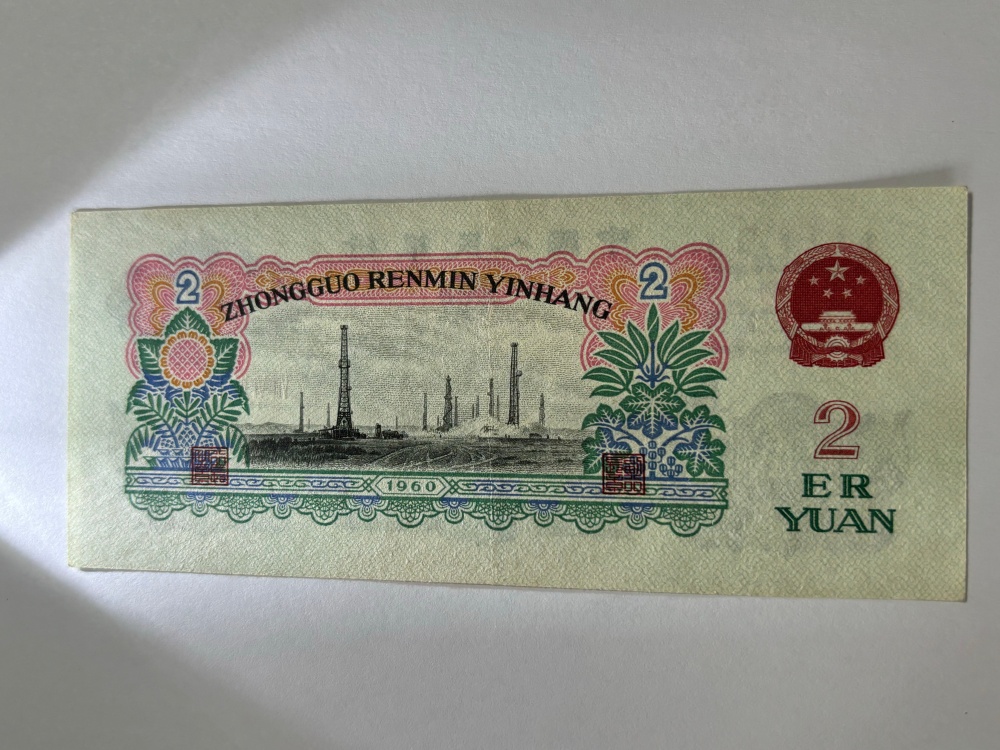 2
ZHONGGUO RENMIN YINHANG
2
1960
2
ER
YUAN